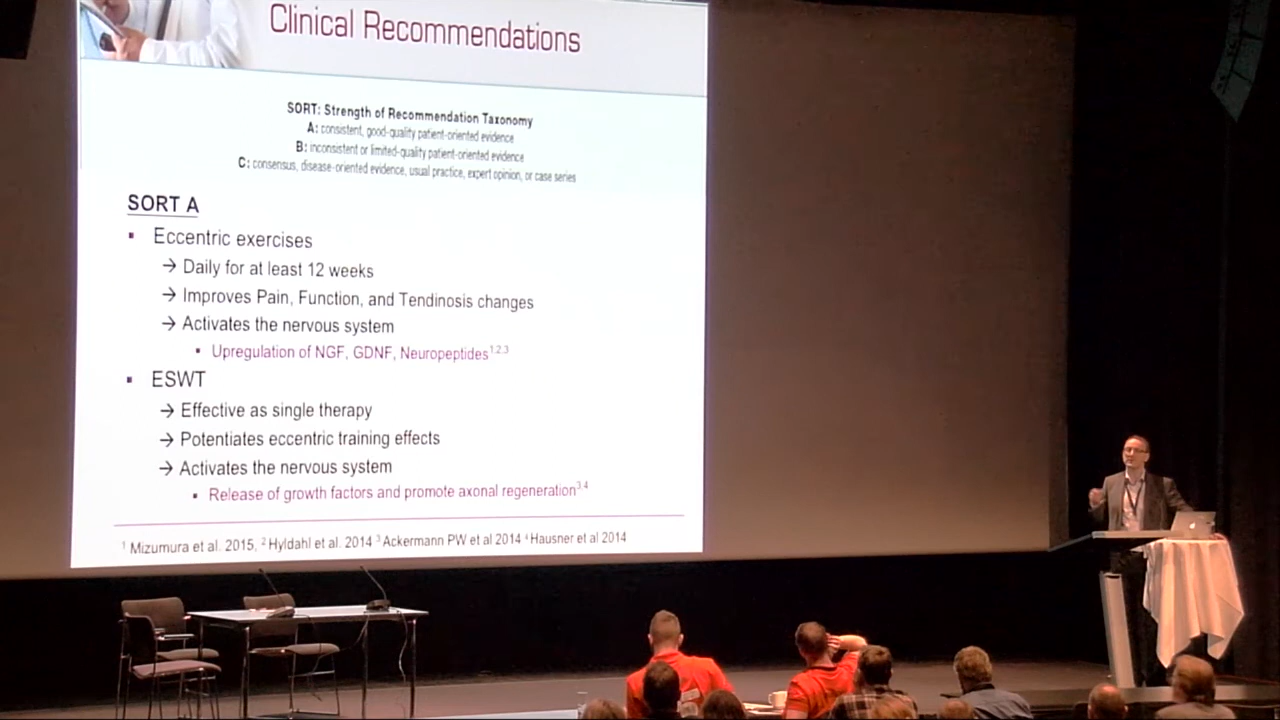 Clinical Recommendations
SORT: Strength of Recommendation Taxonomy
A: consistent, good-quality patient-oriented evidence
B: inconsistent or limited-quality patient-oriented evidence
C: consensus, disease-oriented evidence, usual practice, expert opinion, or case series
SORT A
▪ Eccentric exercises
→ Daily for at least 12 weeks
→ Improves Pain, Function, and Tendinosis changes
→ Activates the nervous system
▪ Upregulation of NGF, GDNF, Neuropeptides1,2,3
▪ ESWT
→ Effective as single therapy
→ Potentiates eccentric training effects
→ Activates the nervous system
▪ Release of growth factors and promote axonal regeneration3,4
1 Mizumura et al. 2015, 2 Hyldahl et al. 2014 3 Ackermann PW et al 2014 4 Hausner et al 2014